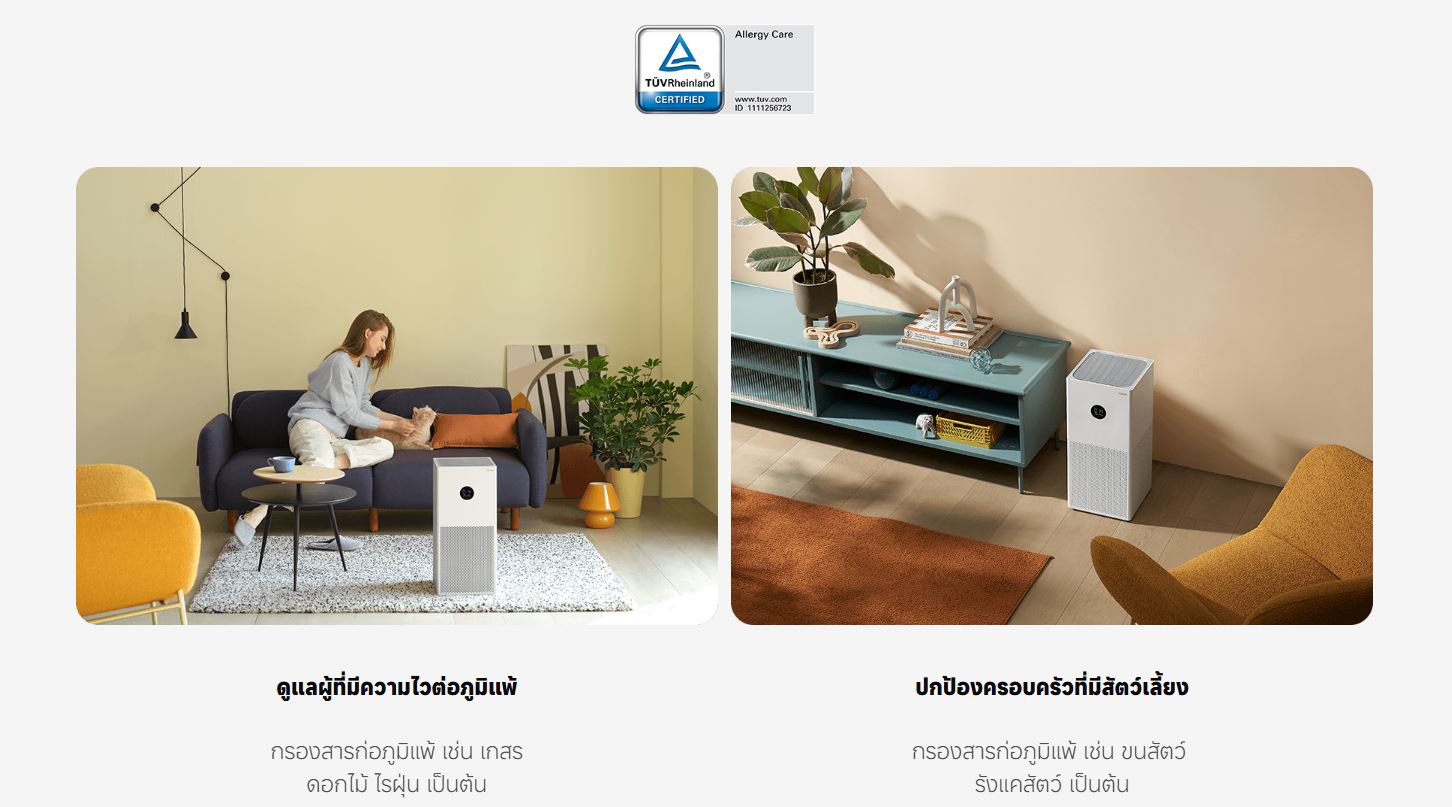 Allergy Care
TÜVRheinland®
CERTIFIED
www.tuv.com
ID 1111256723
ดูแลผู้ที่มีความไวต่อภูมิแพ้
ปกป้องครอบครัวที่มีสัตว์เลี้ยง
กรองสารก่อภูมิแพ้ เช่น เกสร
ดอกไม้ ไรฝุ่น เป็นต้น
กรองสารก่อภูมิแพ้ เช่น ขนสัตว์
รังแคสัตว์ เป็นต้น